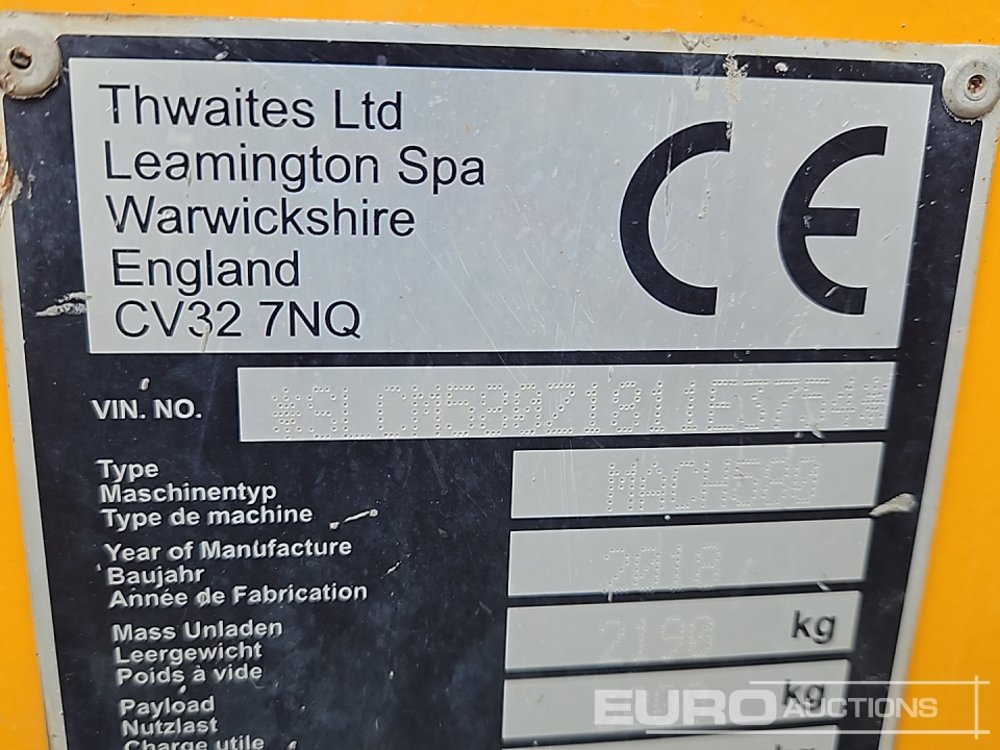 Thwaites Ltd
Leamington Spa
Warwickshire
England
CV32 7NQ
CE
VIN. NO. *SLCM580Z1811E3754*
Type MACH580
Maschinentyp
Type de machine
Year of Manufacture 2018
Baujahr
Année de Fabrication
Mass Unladen 2190 kg
Leergewicht
Poids à vide
Payload kg
Nutzlast
Charge utile
EURO AUCTIONS